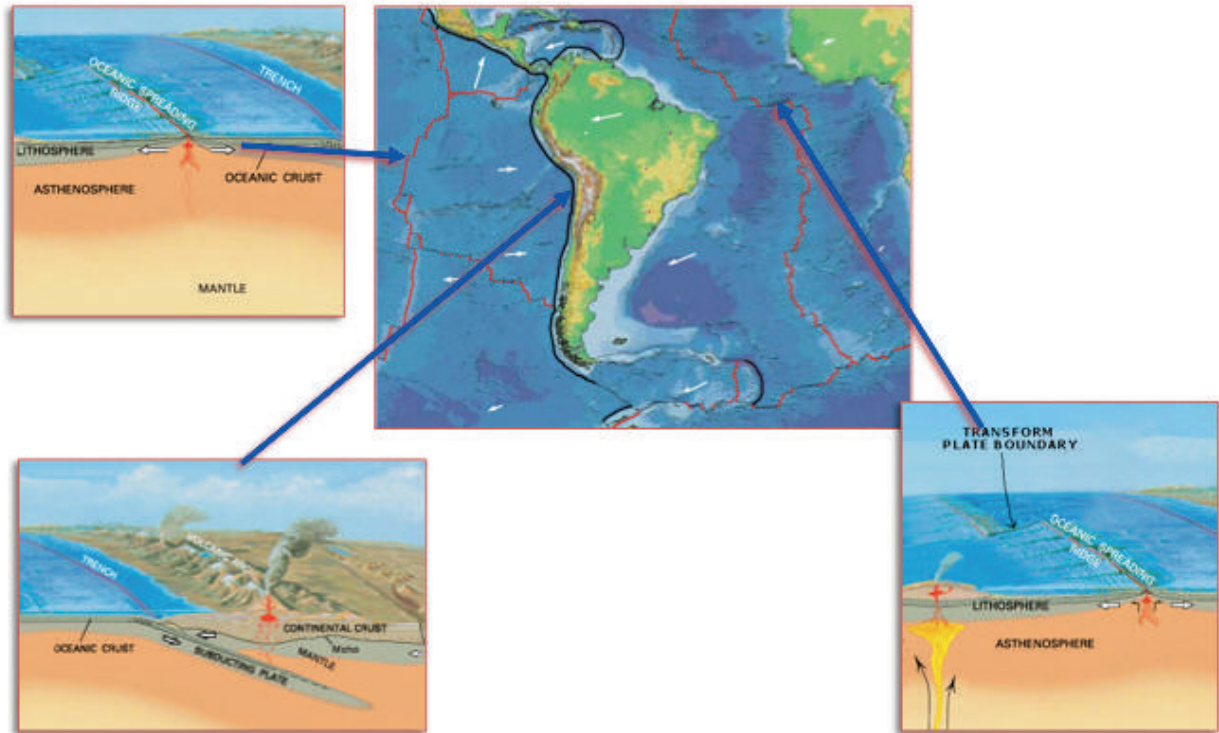 OCEANIC SPREADING
RIDGE
TRENCH
LITHOSPHERE
OCEANIC CRUST
ASTHENOSPHERE
MANTLE
TRENCH
VOLCANIC
CONTINENTAL CRUST
OCEANIC CRUST
Moho
MANTLE
SUBDUCTING PLATE
TRANSFORM
PLATE BOUNDARY
OCEANIC SPREADING
RIDGE
LITHOSPHERE
ASTHENOSPHERE